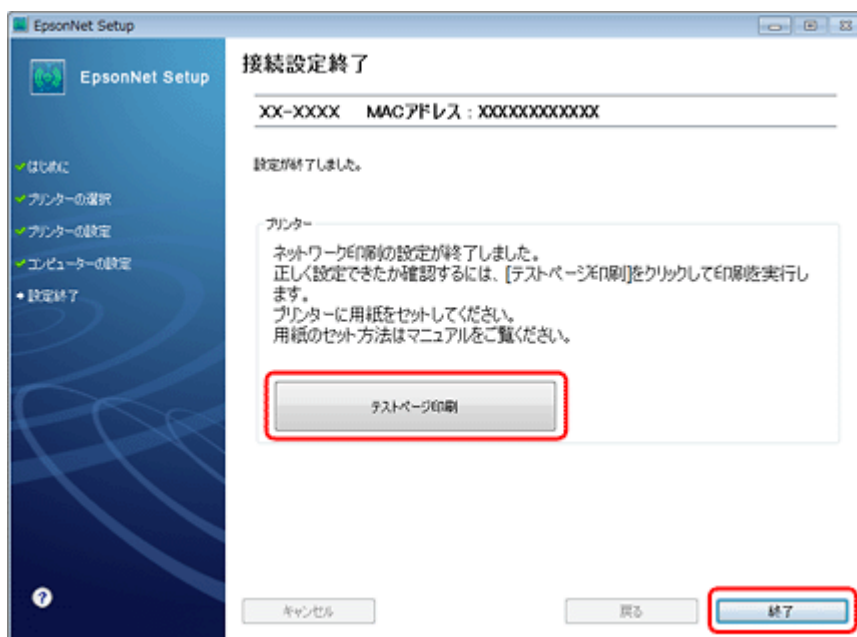 EpsonNet Setup
EpsonNet Setup
はじめに
プリンターの選択
プリンターの設定
コンピューターの設定
設定終了
接続設定終了
XX-XXXX MACアドレス : XXXXXXXXXXXX
設定が終了しました。
プリンター
ネットワーク印刷の設定が終了しました。
正しく設定できたか確認するには、[テストページ印刷]をクリックして印刷を実行し
ます。
プリンターに用紙をセットしてください。
用紙のセット方法はマニュアルをご覧ください。
テストページ印刷
?
キャンセル
戻る
終了